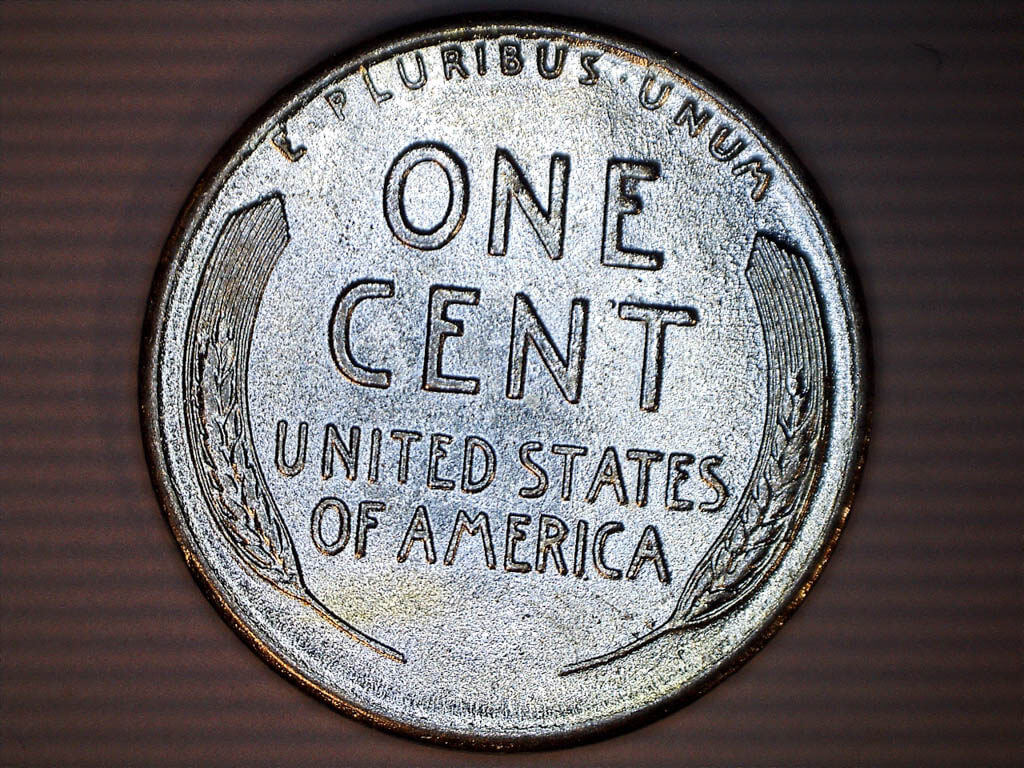 E · PLURIBUS · UNUM
ONE
CENT
UNITED STATES
OF AMERICA